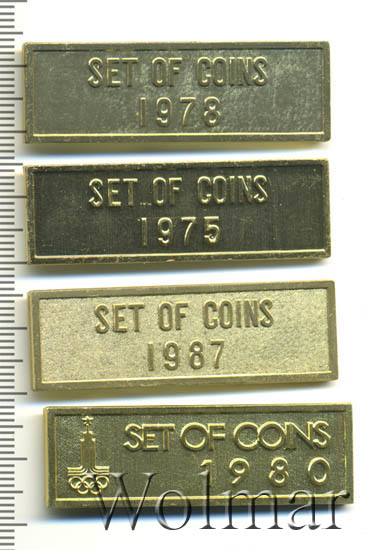 SET OF COINS
1978
SET OF COINS
1975
SET OF COINS
1987
SET OF COINS
1980
Wolmar